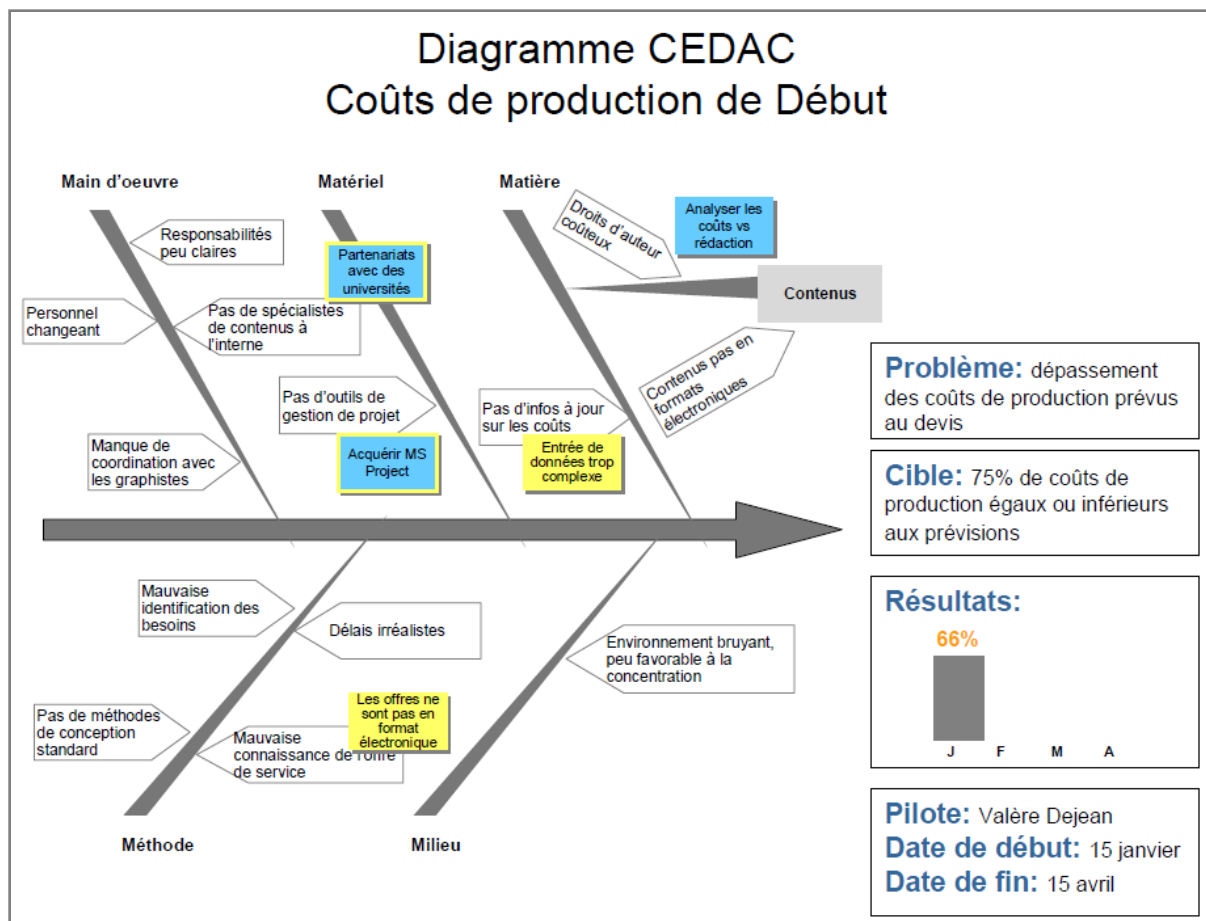 Diagramme CEDAC
Coûts de production de Début
Main d'oeuvre
Matériel
Matière
Responsabilités
peu claires
Personnel
changeant
Pas de spécialistes
de contenus à
l'interne
Manque de
coordination avec
les graphistes
Partenariats
avec des
universités
Pas d'outils de
gestion de projet
Acquérir MS
Project
Droits d'auteur
coûteux
Analyser les
coûts vs
rédaction
Contenus
Contenus pas en
formats
électroniques
Pas d'infos à jour
sur les coûts
Entrée de
données trop
complexe
Mauvaise
identification des
besoins
Délais irréalistes
Pas de méthodes
de conception
standard
Mauvaise
connaissance de l'offre
de service
Les offres ne
sont pas en
format
électronique
Environnement bruyant,
peu favorable à la
concentration
Méthode
Milieu
Problème: dépassement
des coûts de production prévus
au devis
Cible: 75% de coûts de
production égaux ou inférieurs
aux prévisions
Résultats:
66%
J F M A
Pilote: Valère Dejean
Date de début: 15 janvier
Date de fin: 15 avril